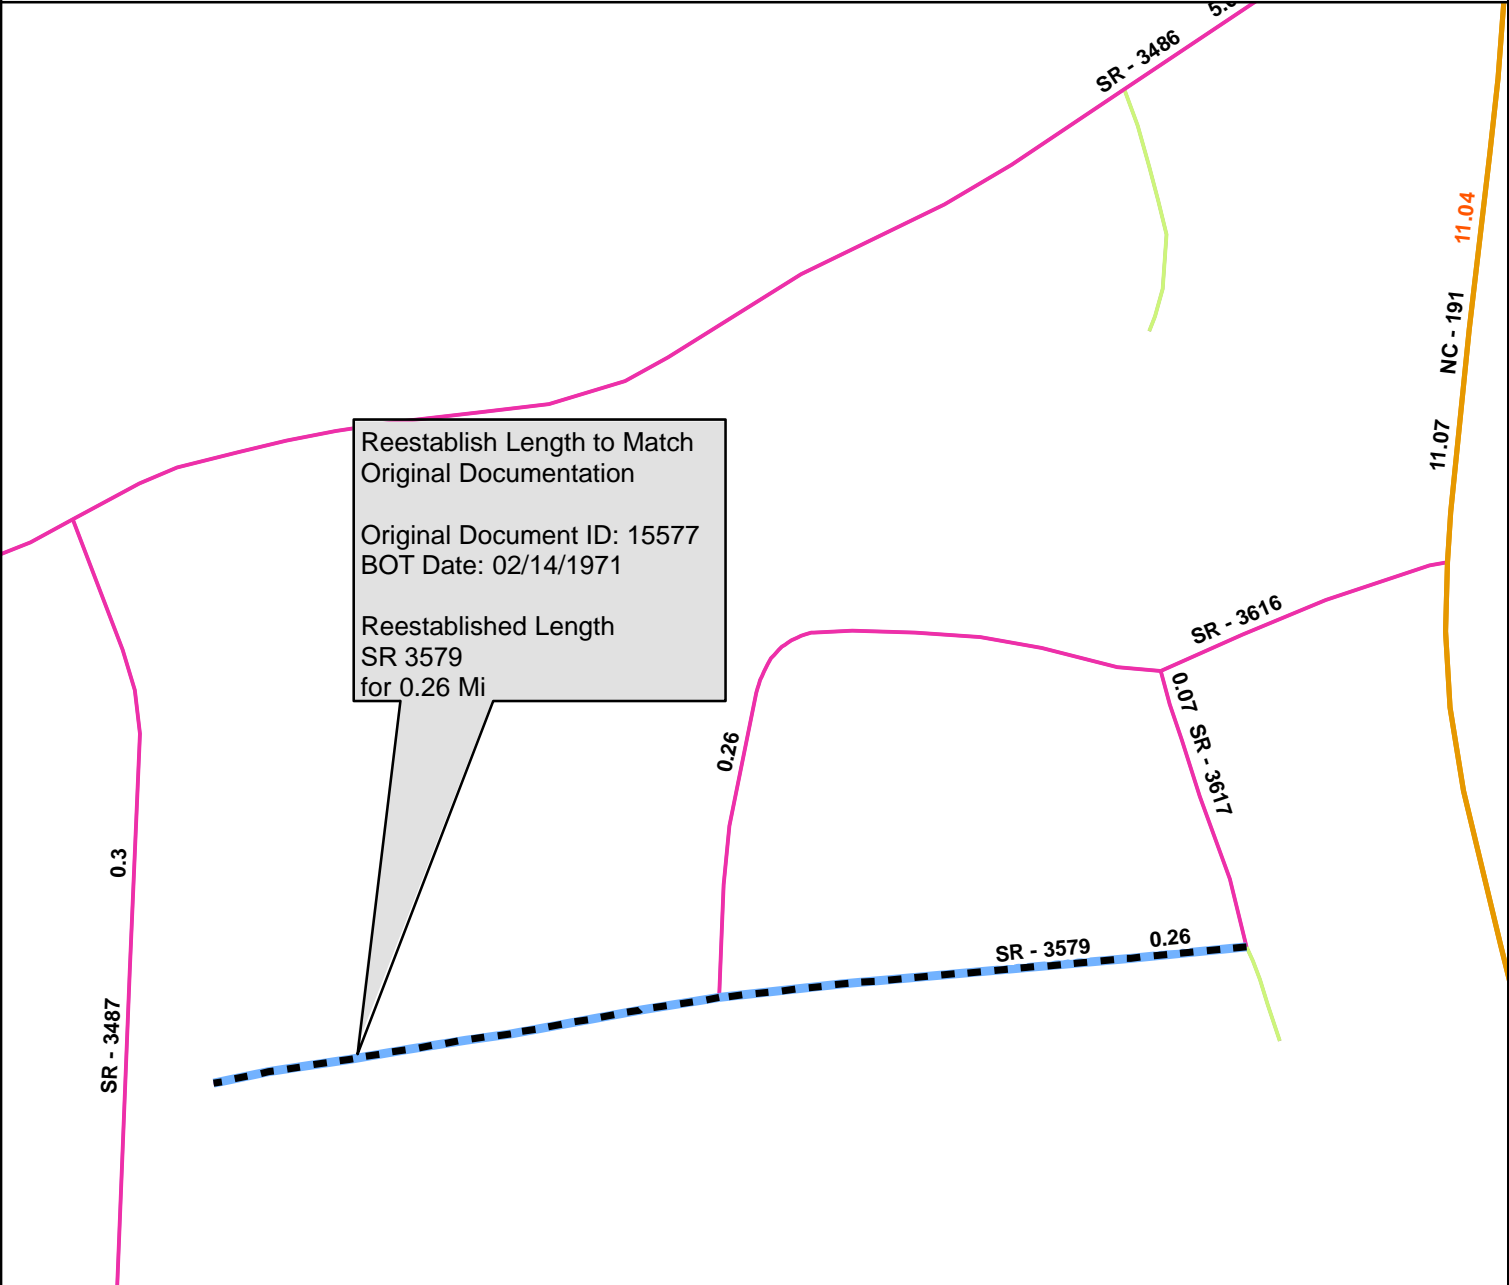 SR - 3486
11.04
NC - 191
11.07
Reestablish Length to Match
Original Documentation
Original Document ID: 15577
BOT Date: 02/14/1971
Reestablished Length
SR 3579
for 0.26 Mi
SR - 3616
0.07 SR - 3617
0.26
0.3
SR - 3579
0.26
SR - 3487